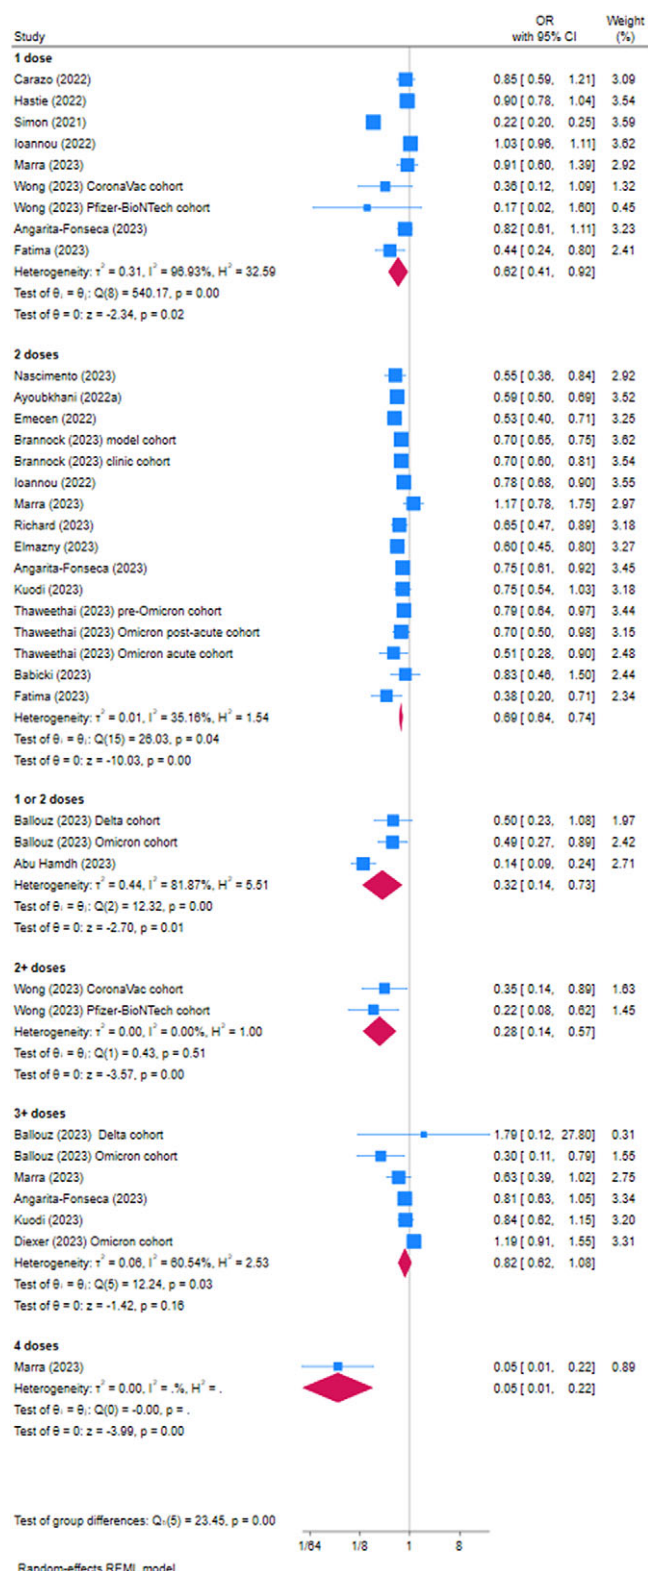 OR Weight
Study with 95% CI (%)
1 dose
Carazo (2022) 0.85 [ 0.59, 1.21] 3.09
Hastie (2022) 0.90 [ 0.78, 1.04] 3.54
Simon (2021) 0.22 [ 0.20, 0.25] 3.59
Ioannou (2022) 1.03 [ 0.96, 1.11] 3.62
Marra (2023) 0.91 [ 0.60, 1.39] 2.92
Wong (2023) CoronaVac cohort 0.36 [ 0.12, 1.09] 1.32
Wong (2023) Pfizer-BioNTech cohort 0.17 [ 0.02, 1.60] 0.45
Angarita-Fonseca (2023) 0.82 [ 0.61, 1.11] 3.23
Fatima (2023) 0.44 [ 0.24, 0.80] 2.41
Heterogeneity: τ² = 0.31, I² = 96.93%, H² = 32.59 0.62 [ 0.41, 0.92]
Test of θᵢ = θⱼ: Q(8) = 540.17, p = 0.00
Test of θ = 0: z = -2.34, p = 0.02
2 doses
Nascimento (2023) 0.55 [ 0.36, 0.84] 2.92
Ayoubkhani (2022a) 0.59 [ 0.50, 0.69] 3.52
Emecen (2022) 0.53 [ 0.40, 0.71] 3.25
Brannock (2023) model cohort 0.70 [ 0.65, 0.75] 3.62
Brannock (2023) clinic cohort 0.70 [ 0.60, 0.81] 3.54
Ioannou (2022) 0.78 [ 0.68, 0.90] 3.55
Marra (2023) 1.17 [ 0.78, 1.75] 2.97
Richard (2023) 0.65 [ 0.47, 0.89] 3.18
Elmazny (2023) 0.60 [ 0.45, 0.80] 3.27
Angarita-Fonseca (2023) 0.75 [ 0.61, 0.92] 3.45
Kuodi (2023) 0.75 [ 0.54, 1.03] 3.18
Thaweethai (2023) pre-Omicron cohort 0.79 [ 0.64, 0.97] 3.44
Thaweethai (2023) Omicron post-acute cohort 0.70 [ 0.50, 0.98] 3.15
Thaweethai (2023) Omicron acute cohort 0.51 [ 0.28, 0.90] 2.48
Babicki (2023) 0.83 [ 0.46, 1.50] 2.44
Fatima (2023) 0.38 [ 0.20, 0.71] 2.34
Heterogeneity: τ² = 0.01, I² = 35.16%, H² = 1.54 0.69 [ 0.64, 0.74]
Test of θᵢ = θⱼ: Q(15) = 26.03, p = 0.04
Test of θ = 0: z = -10.03, p = 0.00
1 or 2 doses
Ballouz (2023) Delta cohort 0.50 [ 0.23, 1.08] 1.97
Ballouz (2023) Omicron cohort 0.49 [ 0.27, 0.89] 2.42
Abu Hamdh (2023) 0.14 [ 0.09, 0.24] 2.71
Heterogeneity: τ² = 0.44, I² = 81.87%, H² = 5.51 0.32 [ 0.14, 0.73]
Test of θᵢ = θⱼ: Q(2) = 12.32, p = 0.00
Test of θ = 0: z = -2.70, p = 0.01
2+ doses
Wong (2023) CoronaVac cohort 0.35 [ 0.14, 0.89] 1.63
Wong (2023) Pfizer-BioNTech cohort 0.22 [ 0.08, 0.62] 1.45
Heterogeneity: τ² = 0.00, I² = 0.00%, H² = 1.00 0.28 [ 0.14, 0.57]
Test of θᵢ = θⱼ: Q(1) = 0.43, p = 0.51
Test of θ = 0: z = -3.57, p = 0.00
3+ doses
Ballouz (2023) Delta cohort 1.79 [ 0.12, 27.80] 0.31
Ballouz (2023) Omicron cohort 0.30 [ 0.11, 0.79] 1.55
Marra (2023) 0.63 [ 0.39, 1.02] 2.75
Angarita-Fonseca (2023) 0.81 [ 0.63, 1.05] 3.34
Kuodi (2023) 0.84 [ 0.62, 1.15] 3.20
Diexer (2023) Omicron cohort 1.19 [ 0.91, 1.55] 3.31
Heterogeneity: τ² = 0.06, I² = 60.54%, H² = 2.53 0.82 [ 0.62, 1.08]
Test of θᵢ = θⱼ: Q(5) = 12.24, p = 0.03
Test of θ = 0: z = -1.42, p = 0.16
4 doses
Marra (2023) 0.05 [ 0.01, 0.22] 0.89
Heterogeneity: τ² = 0.00, I² = .%, H² = . 0.05 [ 0.01, 0.22]
Test of θᵢ = θⱼ: Q(0) = -0.00, p = .
Test of θ = 0: z = -3.99, p = 0.00
Test of group differences: Qb(5) = 23.45, p = 0.00
1/64 1/8 1 8
Random-effects REML model